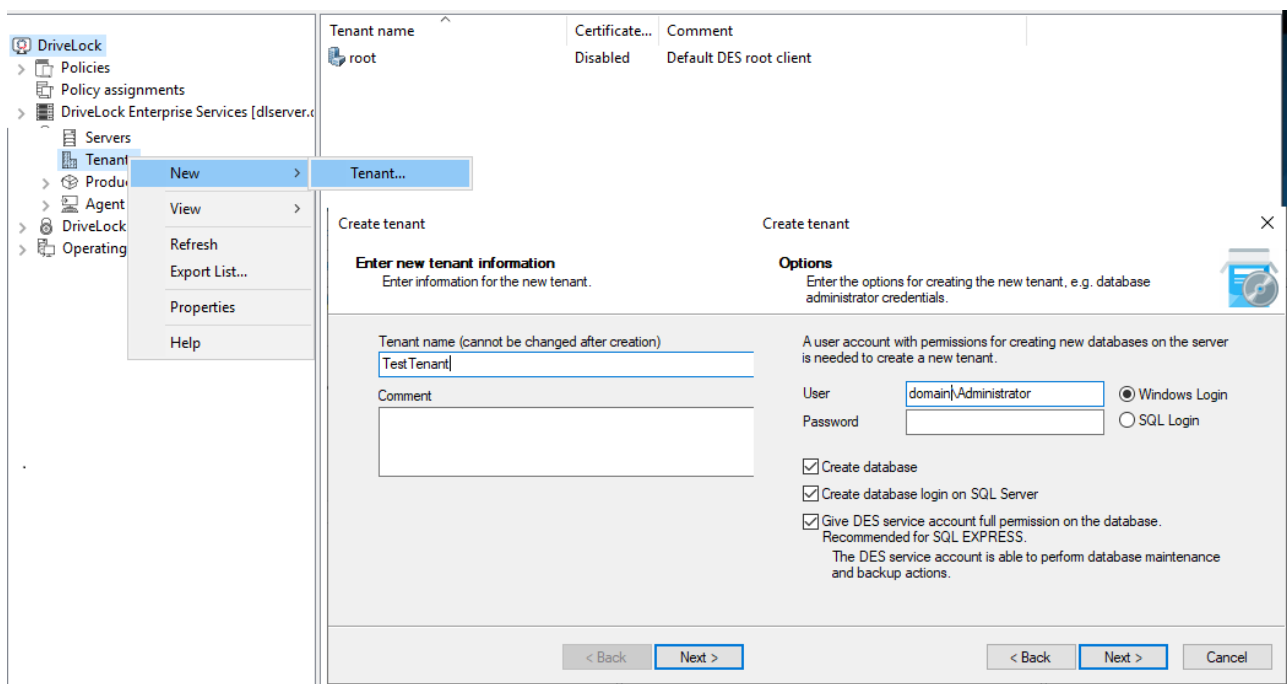 DriveLock
Policies
Policy assignments
DriveLock Enterprise Services [dlserver.
Servers
Tenant
Produ
Agent
DriveLock
Operating
New
View
Refresh
Export List...
Properties
Help
Tenant...
Tenant name Certificate... Comment
root Disabled Default DES root client
Create tenant
Enter new tenant information
Enter information for the new tenant.
Tenant name (cannot be changed after creation)
TestTenant
Comment
< Back Next >
Create tenant
Options
Enter the options for creating the new tenant, e.g. database
administrator credentials.
A user account with permissions for creating new databases on the server
is needed to create a new tenant.
User domain\Administrator Windows Login
Password SQL Login
Create database
Create database login on SQL Server
Give DES service account full permission on the database.
Recommended for SQL EXPRESS.
The DES service account is able to perform database maintenance
and backup actions.
< Back Next > Cancel